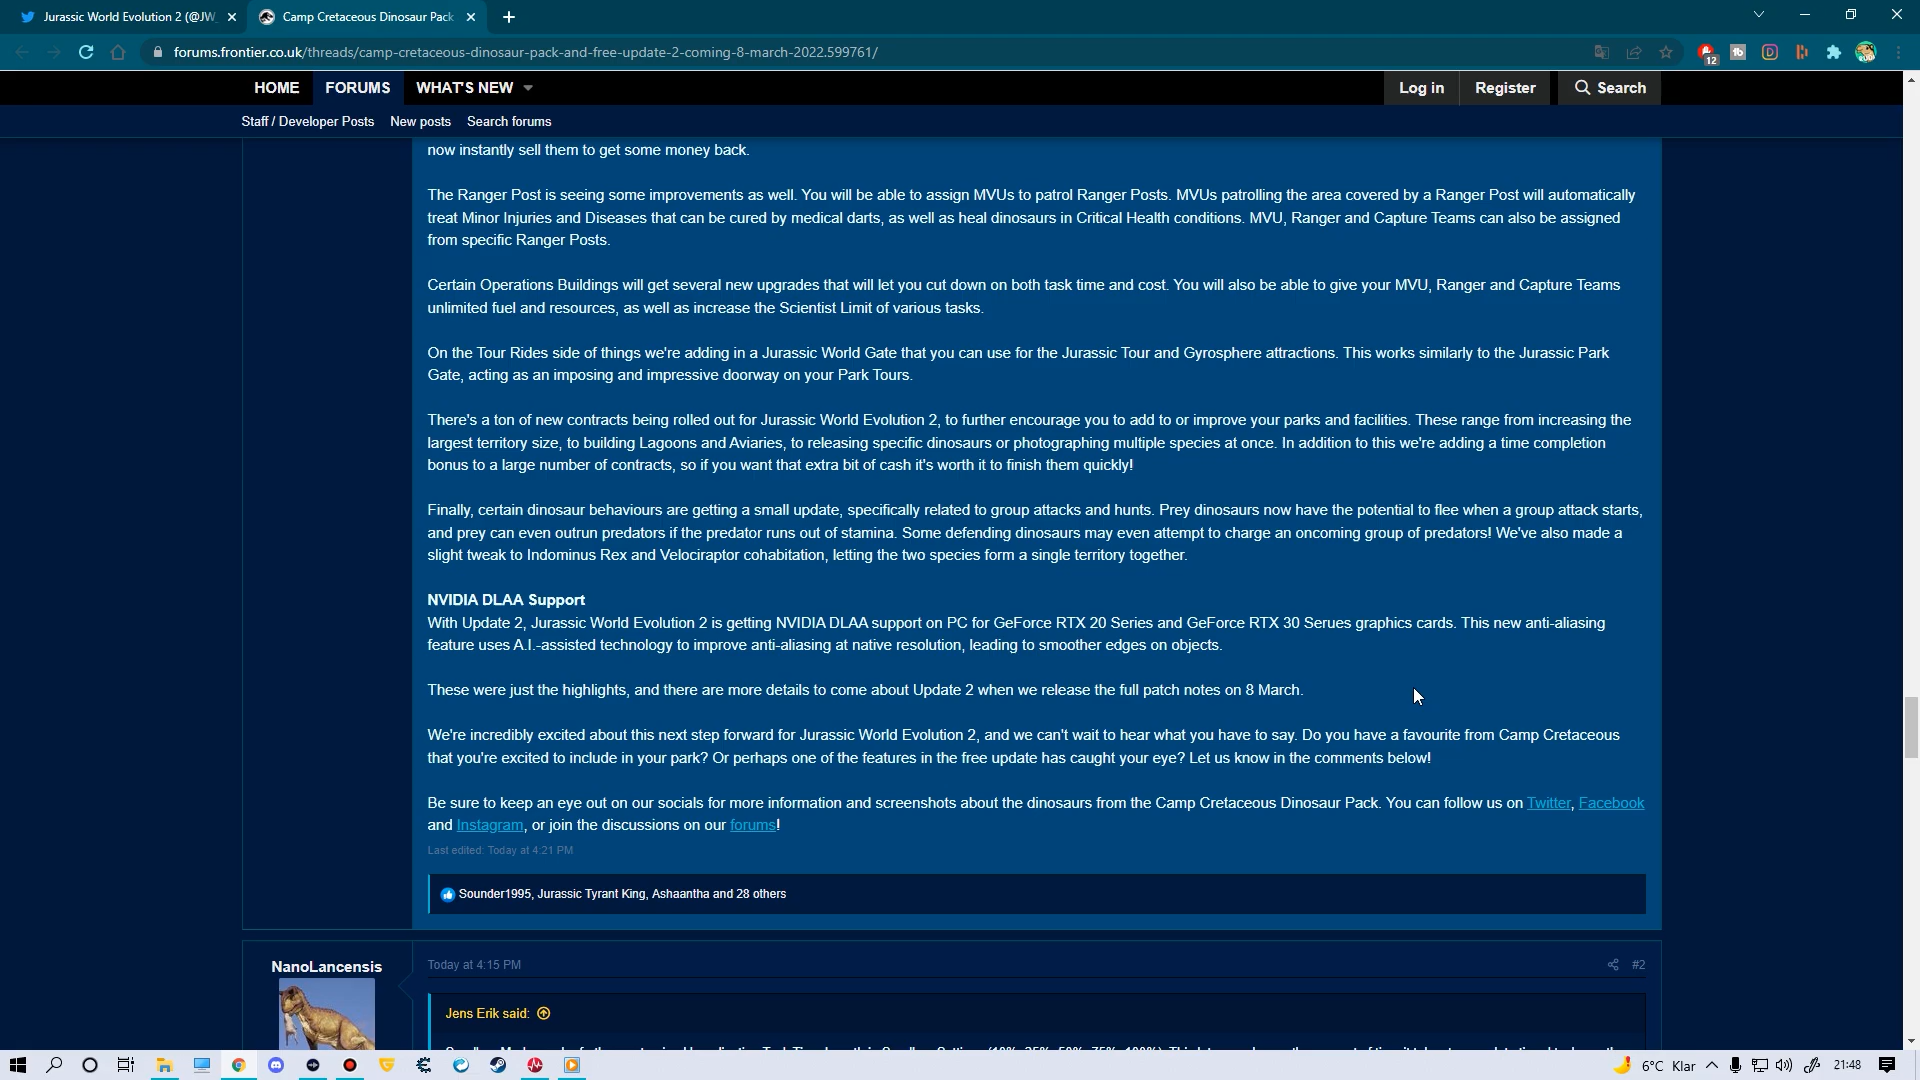 Jurassic World Evolution 2 (@JW_
Camp Cretaceous Dinosaur Pack
forums.frontier.co.uk/threads/camp-cretaceous-dinosaur-pack-and-free-update-2-coming-8-march-2022.599761/
12
HOME FORUMS WHAT'S NEW Log in Register Search
Staff / Developer Posts New posts Search forums
now instantly sell them to get some money back.
The Ranger Post is seeing some improvements as well. You will be able to assign MVUs to patrol Ranger Posts. MVUs patrolling the area covered by a Ranger Post will automatically
treat Minor Injuries and Diseases that can be cured by medical darts, as well as heal dinosaurs in Critical Health conditions. MVU, Ranger and Capture Teams can also be assigned
from specific Ranger Posts.
Certain Operations Buildings will get several new upgrades that will let you cut down on both task time and cost. You will also be able to give your MVU, Ranger and Capture Teams
unlimited fuel and resources, as well as increase the Scientist Limit of various tasks.
On the Tour Rides side of things we're adding in a Jurassic World Gate that you can use for the Jurassic Tour and Gyrosphere attractions. This works similarly to the Jurassic Park
Gate, acting as an imposing and impressive doorway on your Park Tours.
There's a ton of new contracts being rolled out for Jurassic World Evolution 2, to further encourage you to add to or improve your parks and facilities. These range from increasing the
largest territory size, to building Lagoons and Aviaries, to releasing specific dinosaurs or photographing multiple species at once. In addition to this we're adding a time completion
bonus to a large number of contracts, so if you want that extra bit of cash it's worth it to finish them quickly!
Finally, certain dinosaur behaviours are getting a small update, specifically related to group attacks and hunts. Prey dinosaurs now have the potential to flee when a group attack starts,
and prey can even outrun predators if the predator runs out of stamina. Some defending dinosaurs may even attempt to charge an oncoming group of predators! We've also made a
slight tweak to Indominus Rex and Velociraptor cohabitation, letting the two species form a single territory together.
NVIDIA DLAA Support
With Update 2, Jurassic World Evolution 2 is getting NVIDIA DLAA support on PC for GeForce RTX 20 Series and GeForce RTX 30 Serues graphics cards. This new anti-aliasing
feature uses A.I.-assisted technology to improve anti-aliasing at native resolution, leading to smoother edges on objects.
These were just the highlights, and there are more details to come about Update 2 when we release the full patch notes on 8 March.
We're incredibly excited about this next step forward for Jurassic World Evolution 2, and we can't wait to hear what you have to say. Do you have a favourite from Camp Cretaceous
that you're excited to include in your park? Or perhaps one of the features in the free update has caught your eye? Let us know in the comments below!
Be sure to keep an eye out on our socials for more information and screenshots about the dinosaurs from the Camp Cretaceous Dinosaur Pack. You can follow us on Twitter, Facebook
and Instagram, or join the discussions on our forums!
Last edited: Today at 4:21 PM
Sounder1995, Jurassic Tyrant King, Ashaantha and 28 others
NanoLancensis
Today at 4:15 PM #2
Jens Erik said:
6°C Klar 21:48